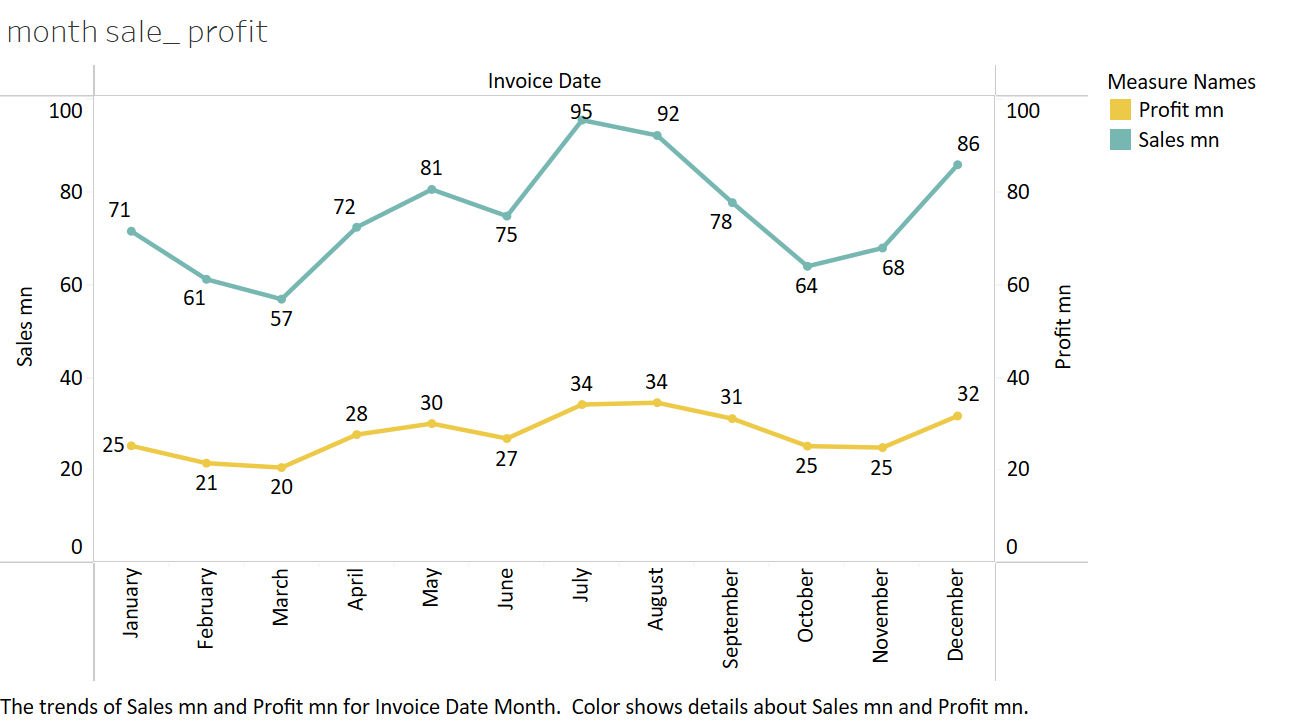 month sale_ profit
Invoice Date
Measure Names
Profit mn
Sales mn
100
80
60
40
20
0
Sales mn
71
61
57
72
81
75
95
92
78
64
68
86
25
21
20
28
30
27
34
34
31
25
25
32
100
80
60
40
20
0
Profit mn
January
February
March
April
May
June
July
August
September
October
November
December
The trends of Sales mn and Profit mn for Invoice Date Month.  Color shows details about Sales mn and Profit mn.